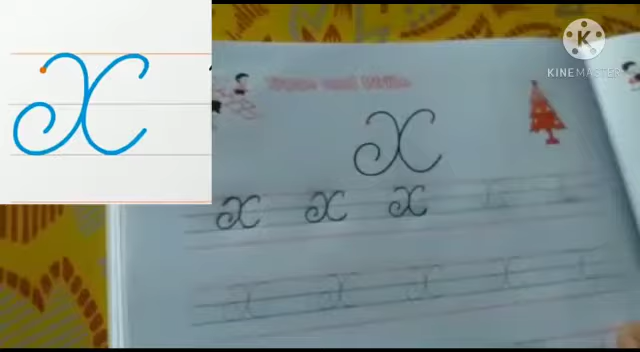 X
KINEMASTER
Trace and Write
X
X X X
X X X X